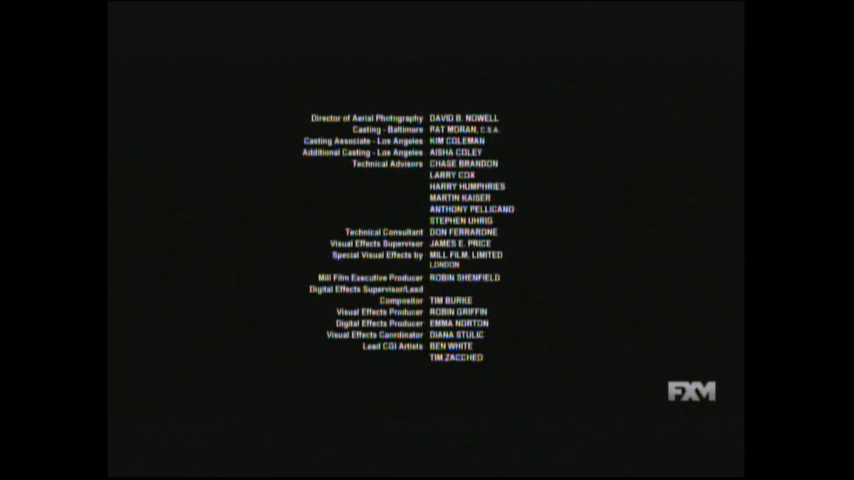 Director of Aerial Photography DAVID B. NOWELL
Casting - Baltimore PAT MORAN, C.S.A.
Casting Associate - Los Angeles KIM COLEMAN
Additional Casting - Los Angeles AISHA COLEY
Technical Advisors CHASE BRANDON
LARRY COX
HARRY HUMPHRIES
MARTIN KAISER
ANTHONY PELLICANO
STEPHEN UHRIG
Technical Consultant DON FERRARONE
Visual Effects Supervisor JAMES E. PRICE
Special Visual Effects by MILL FILM, LIMITED
LONDON
Mill Film Executive Producer ROBIN SHENFIELD
Digital Effects Supervisor/Lead
Compositor TIM BURKE
Visual Effects Producer ROBIN GRIFFIN
Digital Effects Producer EMMA NORTON
Visual Effects Coordinator DIANA STULIC
Lead CGI Artists BEN WHITE
TIM ZACCHEO
FXM